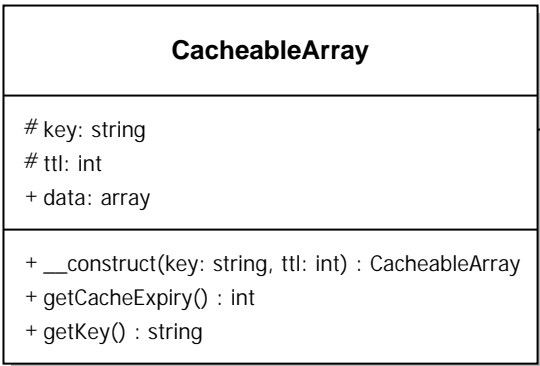 CacheableArray
# key: string
# ttl: int
+ data: array
+ __construct(key: string, ttl: int) : CacheableArray
+ getCacheExpiry() : int
+ getKey() : string